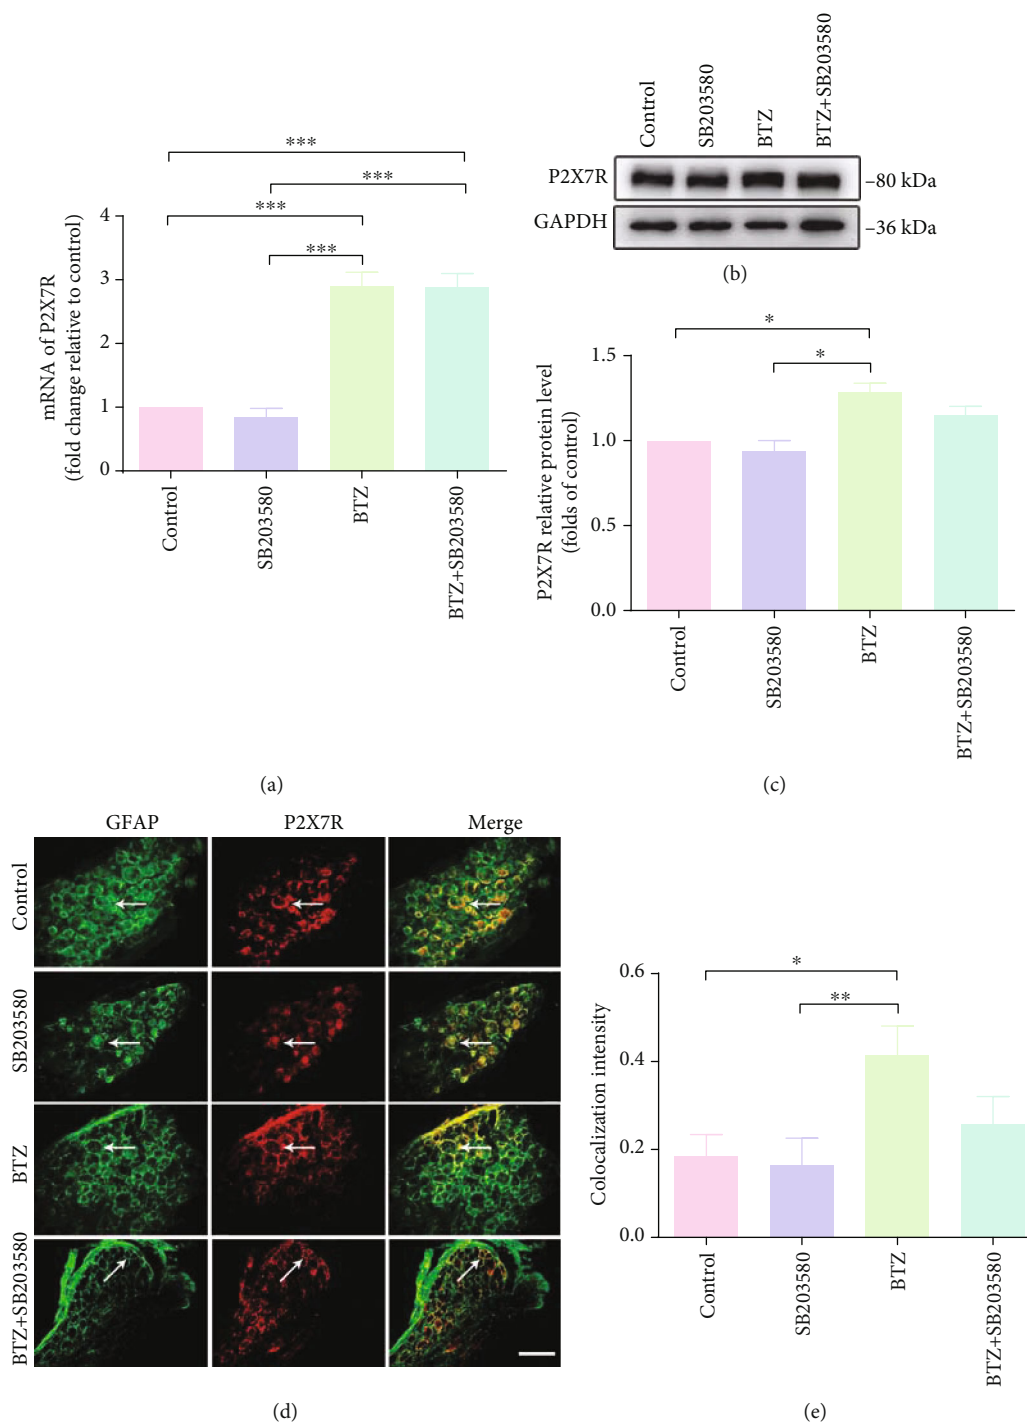 ***
***
***
***
4
3
2
1
0
mRNA of P2X7R
(fold change relative to control)
Control
SB203580
BTZ
BTZ+SB203580
(a)
Control
SB203580
BTZ
BTZ+SB203580
P2X7R
–80 kDa
GAPDH
–36 kDa
(b)
*
*
1.5
1.0
0.5
0.0
P2X7R relative protein level
(folds of control)
Control
SB203580
BTZ
BTZ+SB203580
(c)
GFAP
P2X7R
Merge
Control
SB203580
BTZ
BTZ+SB203580
(d)
*
**
0.6
0.4
0.2
0.0
Colocalization intensity
Control
SB203580
BTZ
BTZ+SB203580
(e)